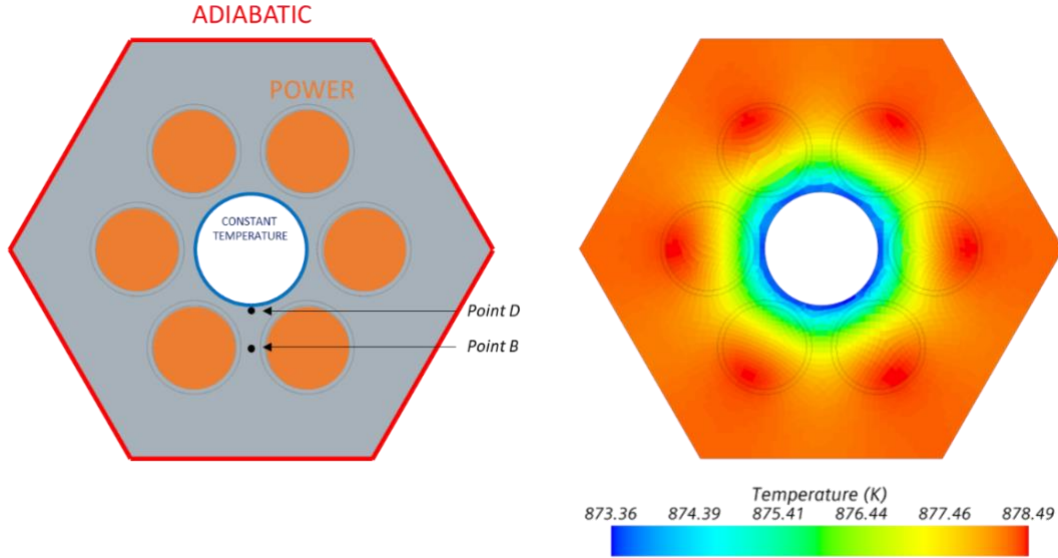 ADIABATIC
POWER
CONSTANT
TEMPERATURE
Point D
Point B
Temperature (K)
873.36 874.39 875.41 876.44 877.46 878.49